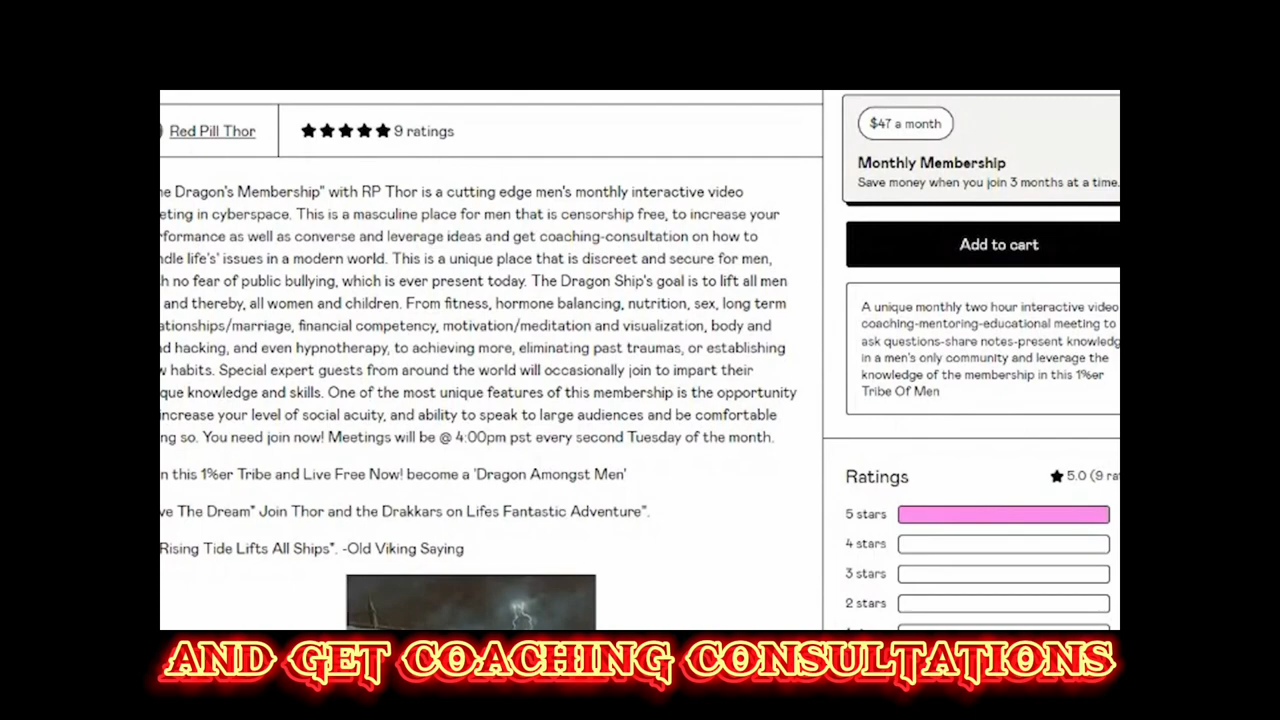 Red Pill Thor
9 ratings
Dragon's Membership" with RP Thor is a cutting edge men's monthly interactive video
in cyberspace. This is a masculine place for men that is censorship free, to increase your
as well as converse and leverage ideas and get coaching-consultation on how to
life's' issues in a modern world. This is a unique place that is discreet and secure for men,
no fear of public bullying, which is ever present today. The Dragon Ship's goal is to lift all men
and thereby, all women and children. From fitness, hormone balancing, nutrition, sex, long term
financial competency, motivation/meditation and visualization, body and
hacking, and even hypnotherapy, to achieving more, eliminating past traumas, or establishing
habits. Special expert guests from around the world will occasionally join to impart their
knowledge and skills. One of the most unique features of this membership is the opportunity
increase your level of social acuity, and ability to speak to large audiences and be comfortable
so. You need join now! Meetings will be @ 4:00pm pst every second Tuesday of the month.
this 1%er Tribe and Live Free Now! become a 'Dragon Amongst Men'
The Dream" Join Thor and the Drakkars on Lifes Fantastic Adventure".
Rising Tide Lifts All Ships". -Old Viking Saying
$47 a month
Monthly Membership
Save money when you join 3 months at a time.
Add to cart
A unique monthly two hour interactive video
coaching-mentoring-educational meeting to
ask questions-share notes-present knowledg
in a men's only community and leverage the
knowledge of the membership in this 1%er
Tribe Of Men
Ratings
5.0 (9 ra
5 stars
4 stars
3 stars
2 stars
AND GET COACHING CONSULTATIONS